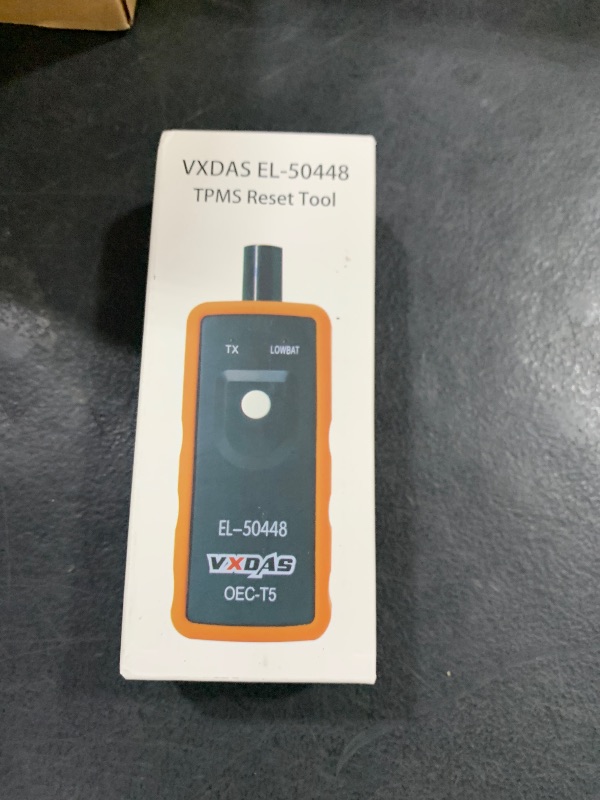 VXDAS EL-50448
TPMS Reset Tool
TX LOWBAT
EL-50448
VXDAS
OEC-T5